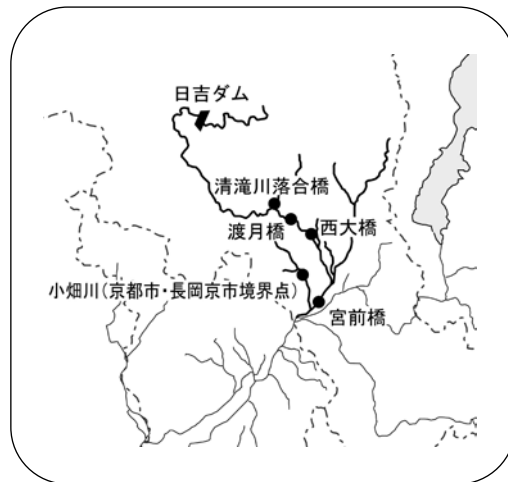 日吉ダム
清滝川落合橋
渡月橋
西大橋
小畑川(京都市・長岡京市境界点)
宮前橋